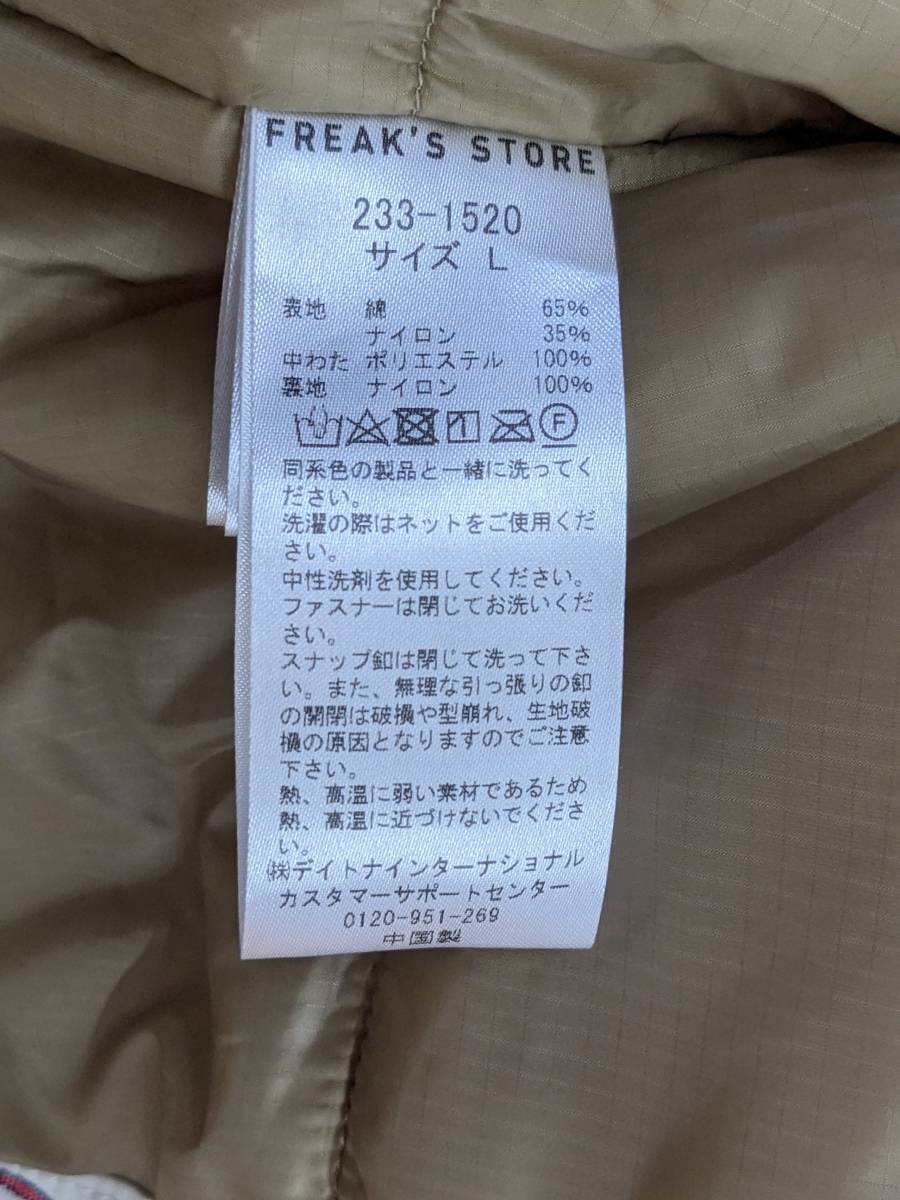 FREAK'S STORE
233-1520
サイズ L
表地 綿 65%
ナイロン 35%
中わた ポリエステル 100%
裏地 ナイロン 100%
F
同系色の製品と一緒に洗ってく
ださい。
洗濯の際はネットをご使用くだ
さい。
中性洗剤を使用してください。
ファスナーは閉じてお洗いくだ
さい。
スナップ釦は閉じて洗って下さ
い。また、無理な引っ張りの釦
の開閉は破損や型崩れ、生地破
損の原因となりますのでご注意
下さい。
熱、高温に弱い素材であるため
熱、高温に近づけないでくださ
い。
㈱デイトナインターナショナル
カスタマーサポートセンター
0120-951-269
中国製